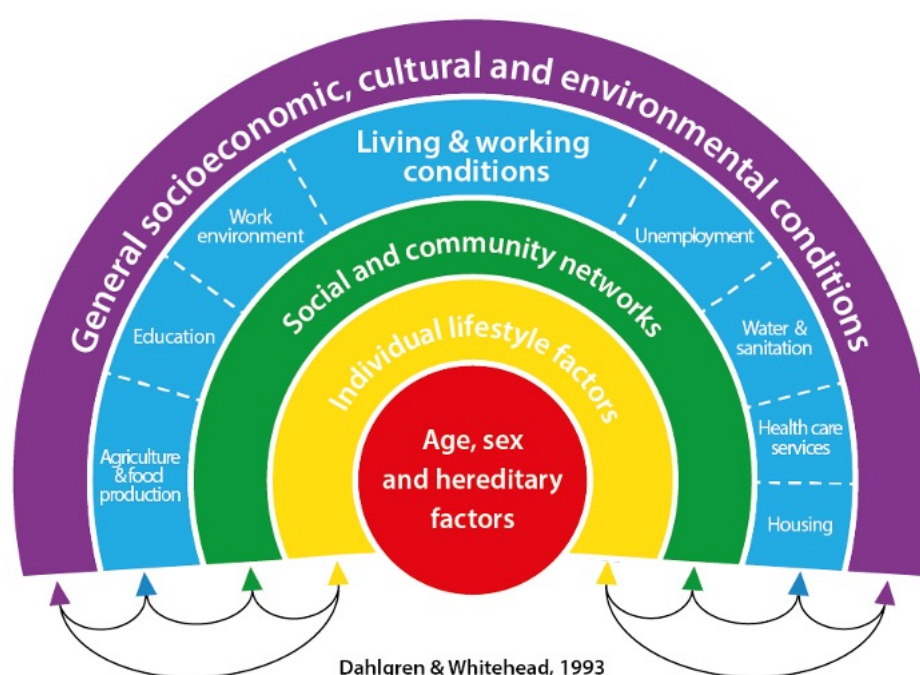 General socioeconomic, cultural and environmental conditions
Living & working
conditions
Work
environment
Unemployment
Education
Water &
sanitation
Agriculture
& food
production
Health care
services
Housing
Social and community networks
Individual lifestyle factors
Age, sex
and hereditary
factors
Dahlgren & Whitehead, 1993